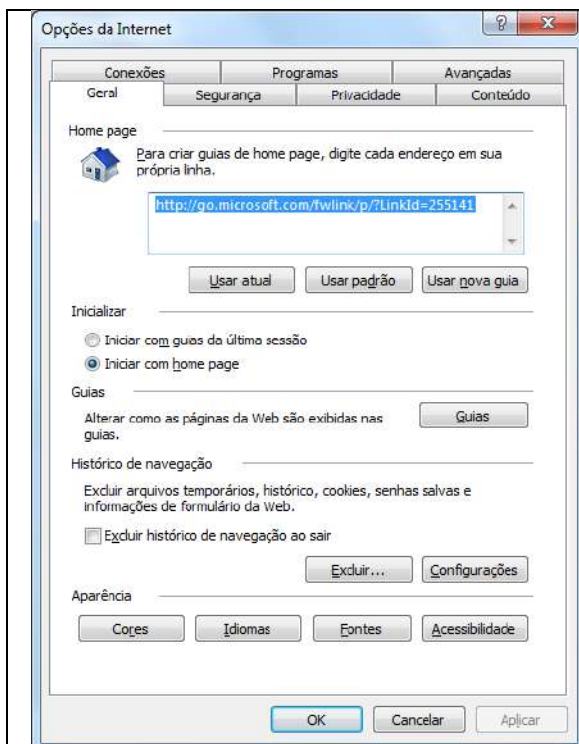 Opções da Internet
Conexões Programas Avançadas
Geral Segurança Privacidade Conteúdo
Home page
Para criar guias de home page, digite cada endereço em sua
própria linha.
http://go.microsoft.com/fwlink/p/?LinkId=255141
Usar atual Usar padrão Usar nova guia
Inicializar
Iniciar com guias da última sessão
Iniciar com home page
Guias
Alterar como as páginas da Web são exibidas nas
guias.
Guias
Histórico de navegação
Excluir arquivos temporários, histórico, cookies, senhas salvas e
informações de formulário da Web.
Excluir histórico de navegação ao sair
Excluir... Configurações
Aparência
Cores Idiomas Fontes Acessibilidade
OK Cancelar Aplicar